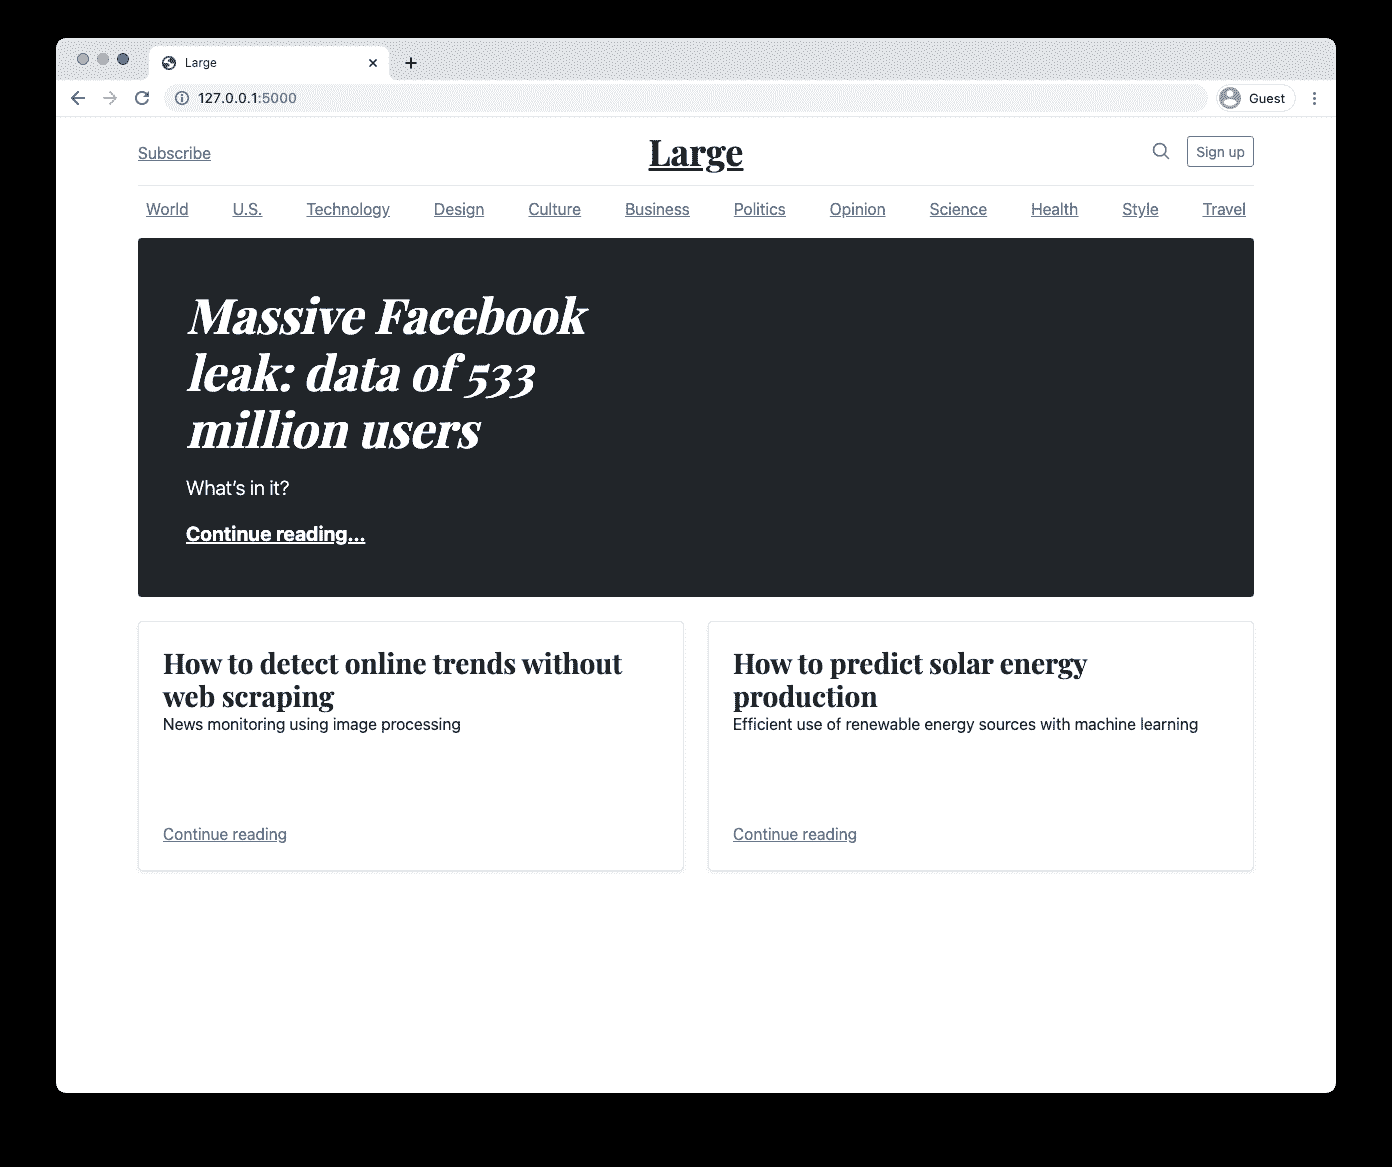 Large
127.0.0.1:5000
Guest
Subscribe
Large
Sign up
World U.S. Technology Design Culture Business Politics Opinion Science Health Style Travel
Massive Facebook
leak: data of 533
million users
What's in it?
Continue reading...
How to detect online trends without
web scraping
News monitoring using image processing
Continue reading
How to predict solar energy
production
Efficient use of renewable energy sources with machine learning
Continue reading